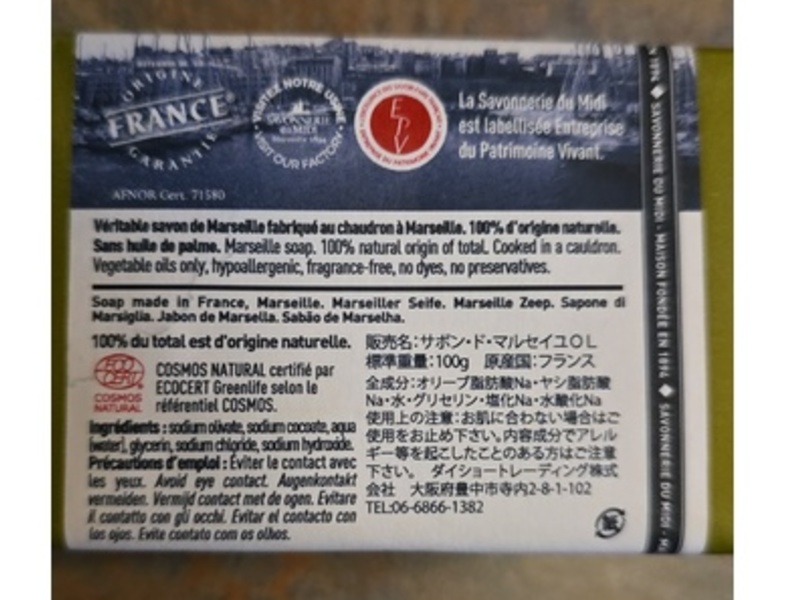 ORIGINE
FRANCE
GARANTIE
AFNOR Cert. 71580
VISITEZ NOTRE USINE
SAVONNERIE
du MIDI
VISIT OUR FACTORY
EPV
La Savonnerie du Midi
est labellisée Entreprise
du Patrimoine Vivant.
Véritable savon de Marseille fabriqué au chaudron à Marseille. 100% d'origine naturelle.
Sans huile de palme. Marseille soap. 100% natural origin of total. Cooked in a cauldron.
Vegetable oils only, hypoallergenic, fragrance-free, no dyes, no preservatives.
Soap made in France, Marseille. Marseiller Seife. Marseille Zeep. Sapone di
Marsiglia. Jabon de Marsella. Sabão de Marselha.
100% du total est d'origine naturelle.
ECO
CERT
COSMOS
NATURAL
COSMOS NATURAL certifié par
ECOCERT Greenlife selon le
référentiel COSMOS.
Ingrédients : sodium olivate, sodium cocoate, aqua
(water), glycerin, sodium chloride, sodium hydroxide.
Précautions d'emploi : Éviter le contact avec
les yeux. Avoid eye contact. Augenkontakt
vermeiden. Vermijd contact met de ogen. Evitare
il contatto con gli occhi. Evitar el contacto con
los ojos. Evite contato com os olhos.
販売名：サボン・ド・マルセイユOL
標準重量：100g 原産国：フランス
全成分：オリーブ脂肪酸Na・ヤシ脂肪酸
Na・水・グリセリン・塩化Na・水酸化Na
使用上の注意：お肌に合わない場合はご
使用をお止め下さい。内容成分でアレル
ギー等を起こしたことのある方はご注意
下さい。 ダイショートレーディング株式
会社 大阪府豊中市寺内2-8-1-102
TEL:06-6866-1382
紙
N 1894 ◆ SAVONNERIE DU MIDI - MAISON FONDÉE EN 1894 ◆ SAVONNERIE DU MIDI - M